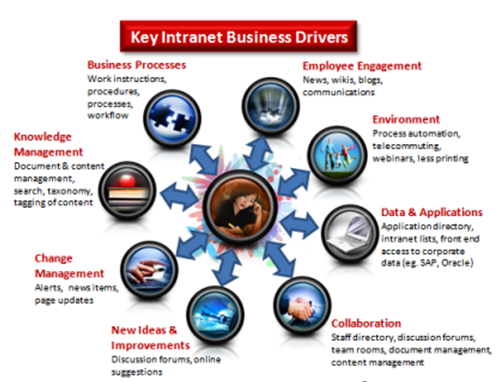 Key Intranet Business Drivers
Business Processes
Work instructions,
procedures,
processes,
workflow
Employee Engagement
News, wikis, blogs,
communications
Environment
Process automation,
telecommuting,
webinars, less printing
Knowledge
Management
Document & content
management,
search, taxonomy,
tagging of content
Data & Applications
Application directory,
intranet lists, front end
access to corporate
data (eg. SAP, Oracle)
Change
Management
Alerts, news items,
page updates
New Ideas &
Improvements
Discussion forums, online
suggestions
Collaboration
Staff directory, discussion forums,
team rooms, document management,
content management